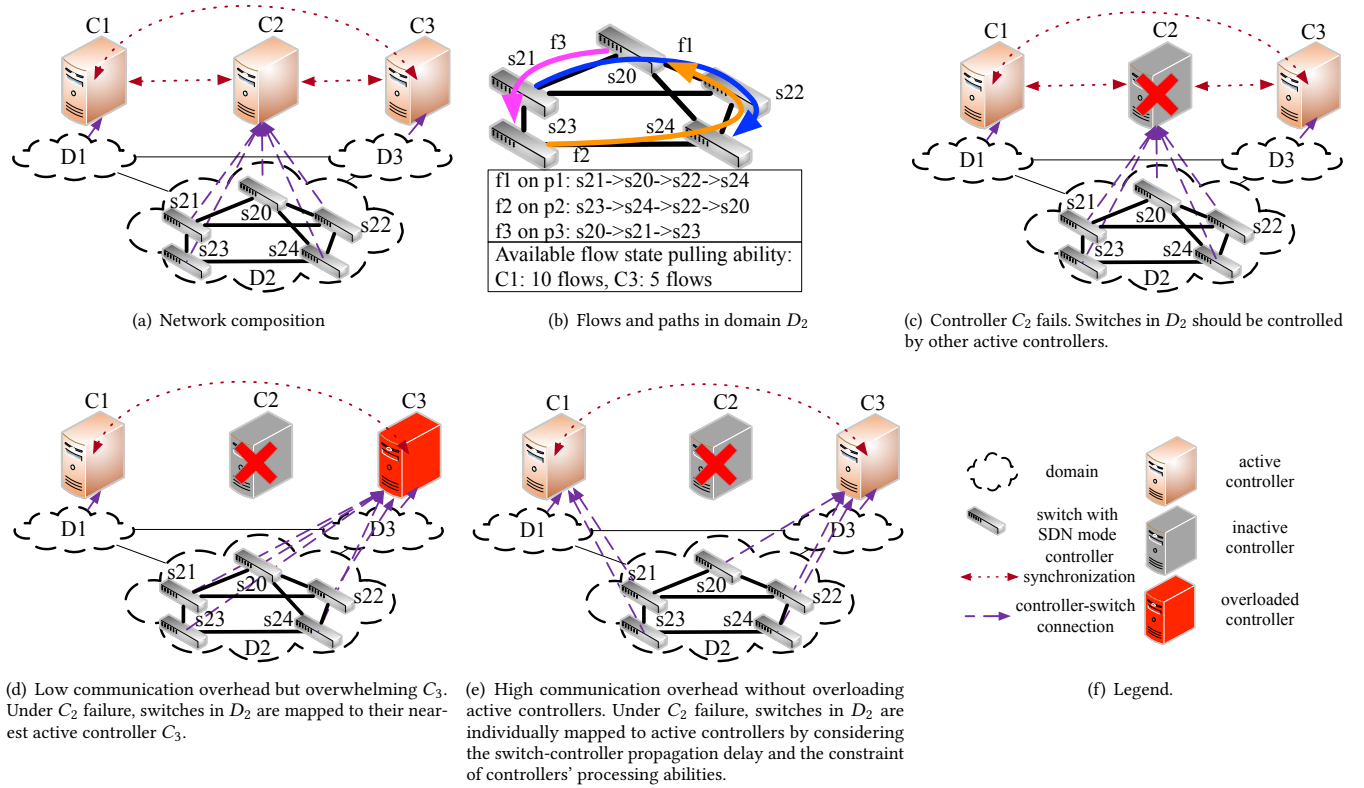 C1
C2
C3
D1
D3
s21
s20
s22
s23
s24
D2
(a) Network composition
f3
f1
s21
s20
s22
s23
s24
f2
f1 on p1: s21->s20->s22->s24
f2 on p2: s23->s24->s22->s20
f3 on p3: s20->s21->s23
Available flow state pulling ability:
C1: 10 flows, C3: 5 flows
(b) Flows and paths in domain D2
C1
C2
C3
D1
D3
s21
s20
s22
s23
s24
D2
(c) Controller C2 fails. Switches in D2 should be controlled
by other active controllers.
C1
C2
C3
D1
D3
s21
s20
s22
s23
s24
D2
(d) Low communication overhead but overwhelming C3.
Under C2 failure, switches in D2 are mapped to their near-
est active controller C3.
C1
C2
C3
D1
D3
s21
s20
s22
s23
s24
D2
(e) High communication overhead without overloading
active controllers. Under C2 failure, switches in D2 are
individually mapped to active controllers by considering
the switch-controller propagation delay and the constraint
of controllers' processing abilities.
domain
active
controller
switch with
SDN mode
controller
inactive
controller
synchronization
controller-switch
connection
overloaded
controller
(f) Legend.